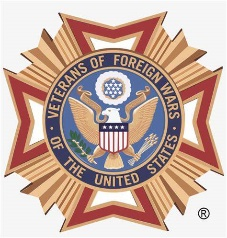 VETERANS OF FOREIGN WARS
OF THE UNITED STATES
®